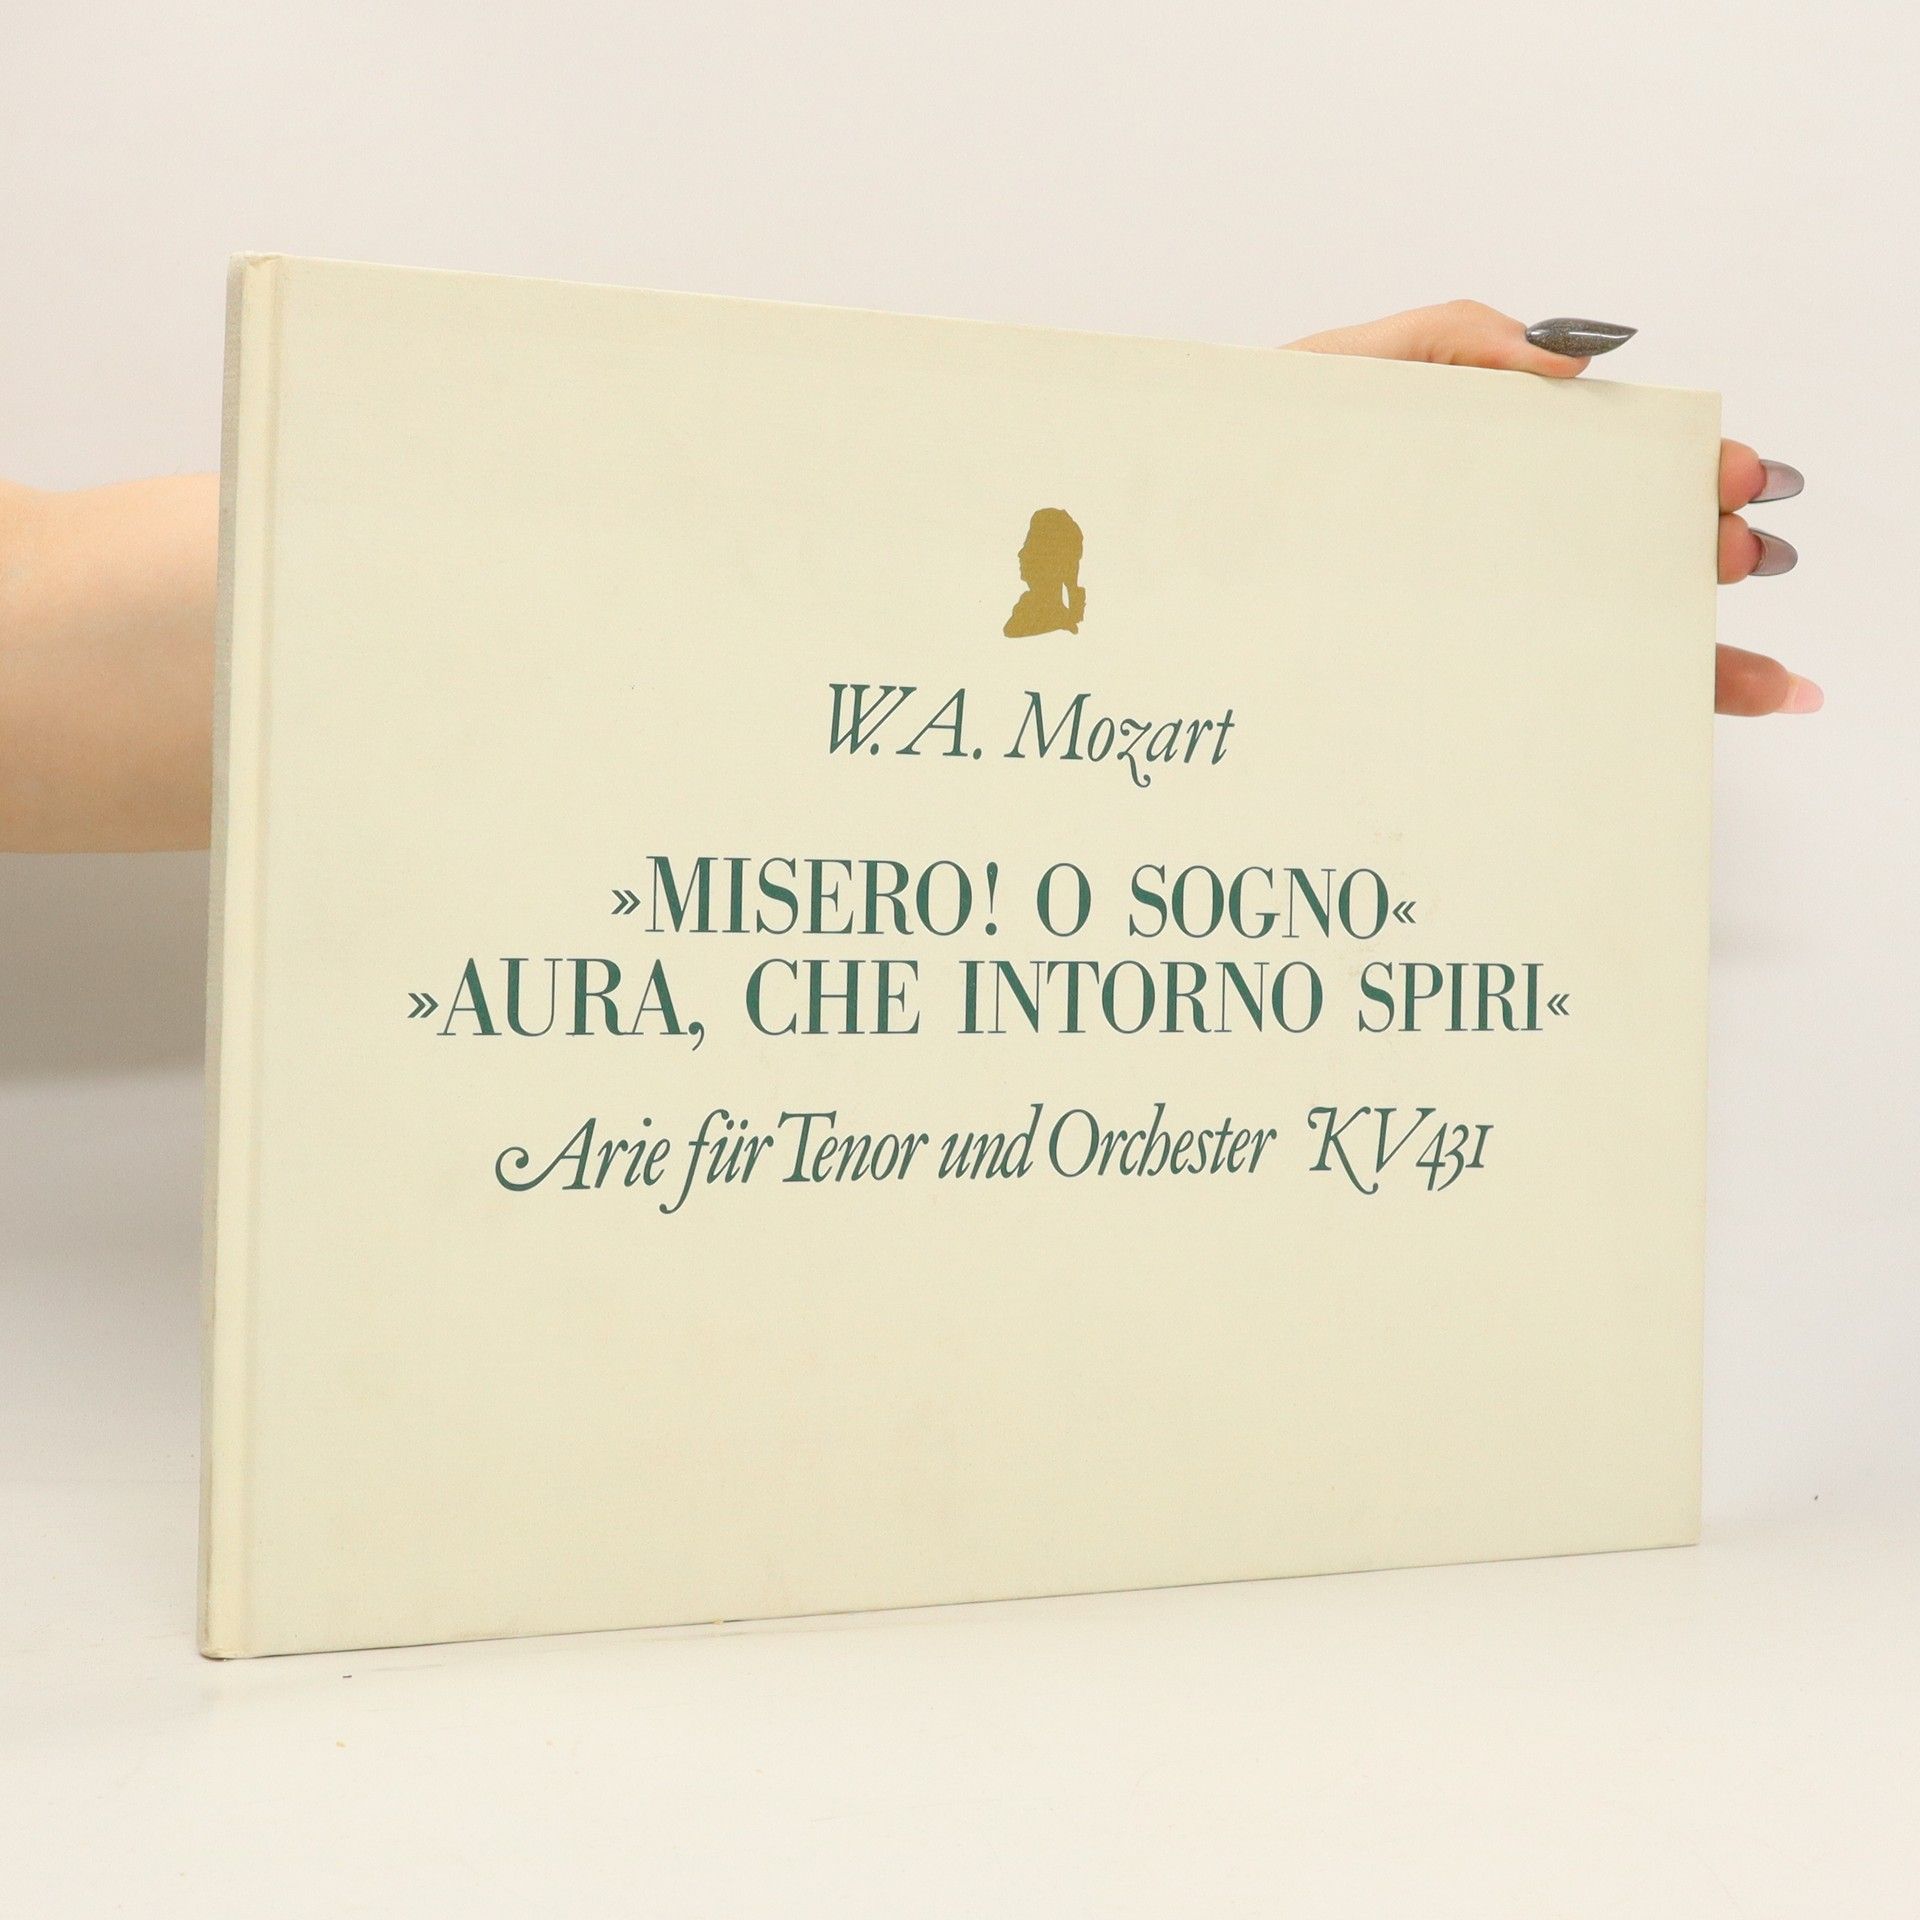 W. A. Mozart
»MISERO! O SOGNO«
»AURA, CHE INTORNO SPIRI«
Arie für Tenor und Orchester KV 431